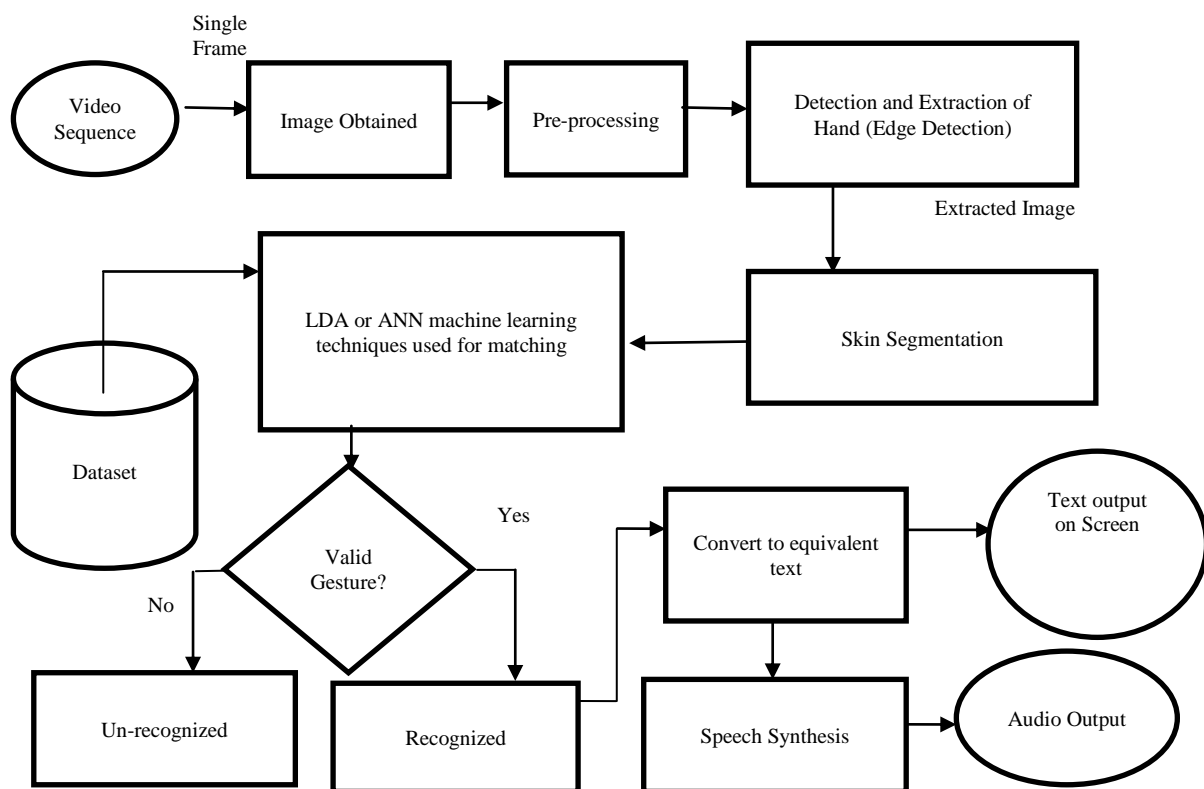 Single
Frame
Video
Sequence
Image Obtained
Pre-processing
Detection and Extraction of
Hand (Edge Detection)
Extracted Image
LDA or ANN machine learning
techniques used for matching
Skin Segmentation
Dataset
Valid
Gesture?
Yes
No
Convert to equivalent
text
Text output
on Screen
Un-recognized
Recognized
Speech Synthesis
Audio Output